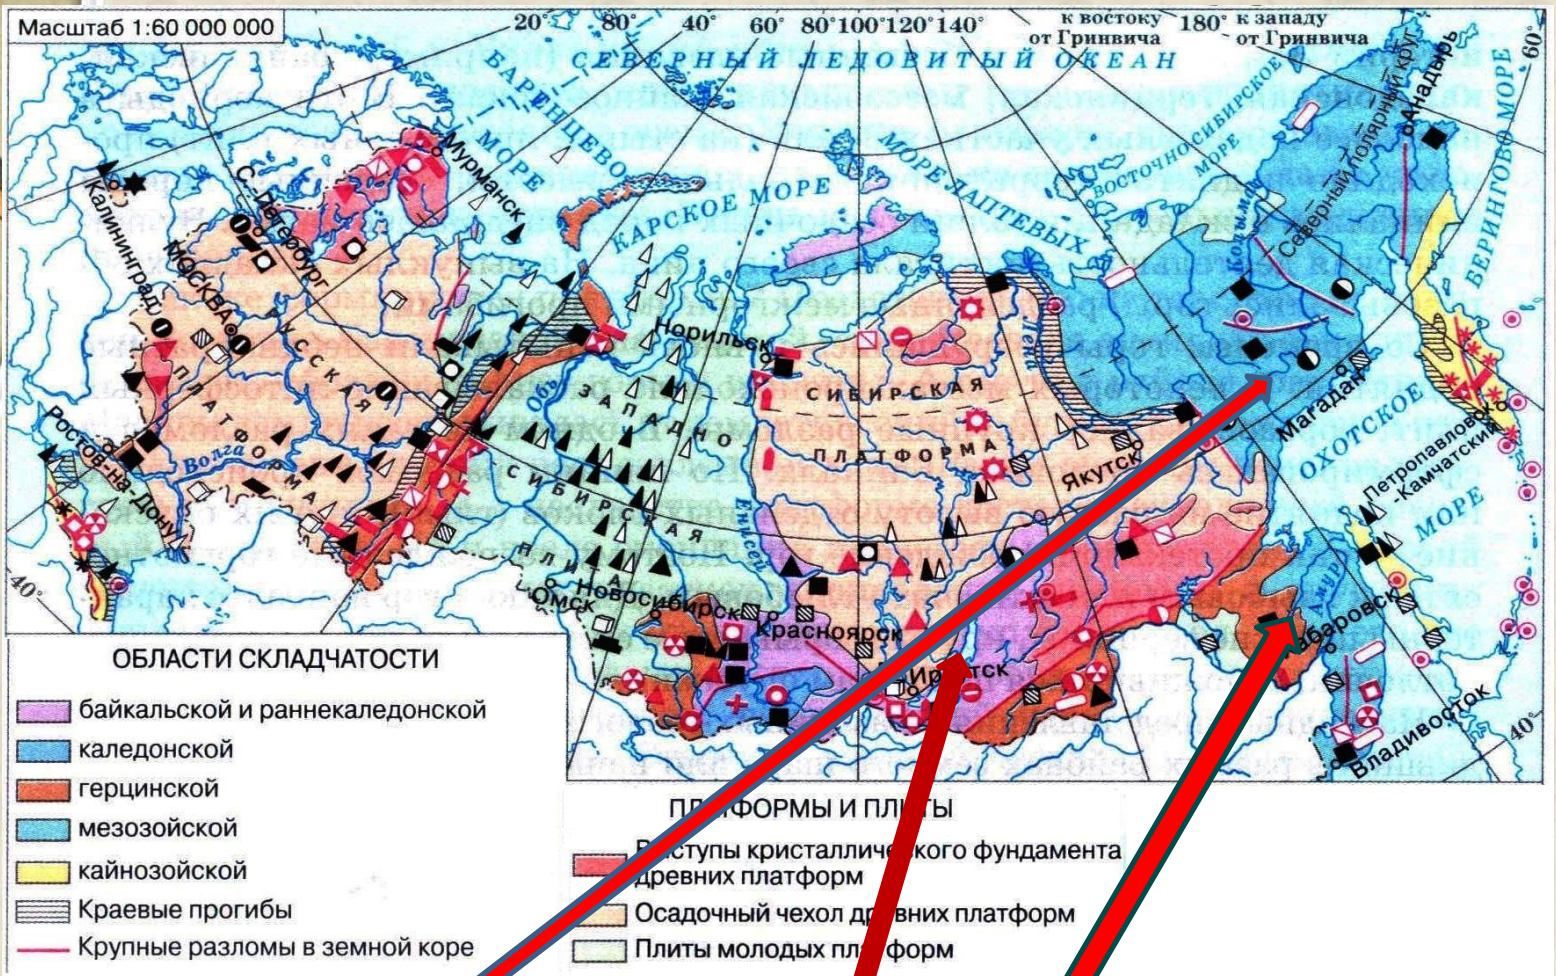 Масштаб 1:60 000 000
20° 80° 40° 60° 80° 100° 120° 140°
к востоку
от Гринвича
180°
к западу
от Гринвича
60°
СЕВЕРНЫЙ ЛЕДОВИТЫЙ ОКЕАН
БАРЕНЦЕВО
МОРЕ
КАРСКОЕ МОРЕ
МОРЕ ЛАПТЕВЫХ
ВОСТОЧНОСИБИРСКОЕ
МОРЕ
Северный полярный круг
Анадырь
БЕРИНГОВО МОРЕ
Мурманск
С.-Петербург
Калининград
МОСКВА
РУССКАЯ
ПЛАТФОРМА
Ростов-на-Дону
Волга
Норильск
Обь
ЗАПАДНО
СИБИРСКАЯ
ПЛИТА
Енисей
СИБИРСКАЯ
ПЛАТФОРМА
Лена
Колыма
Якутск
Магадан
ОХОТСКОЕ
МОРЕ
Петропавловск-
-Камчатский
Омск
Новосибирск
Красноярск
Иркутск
Амур
Хабаровск
Владивосток
40°
40°
ОБЛАСТИ СКЛАДЧАТОСТИ
байкальской и раннекаледонской
каледонской
герцинской
мезозойской
кайнозойской
Краевые прогибы
Крупные разломы в земной коре
ПЛАТФОРМЫ И ПЛИТЫ
Выступы кристаллического фундамента
древних платформ
Осадочный чехол древних платформ
Плиты молодых платформ